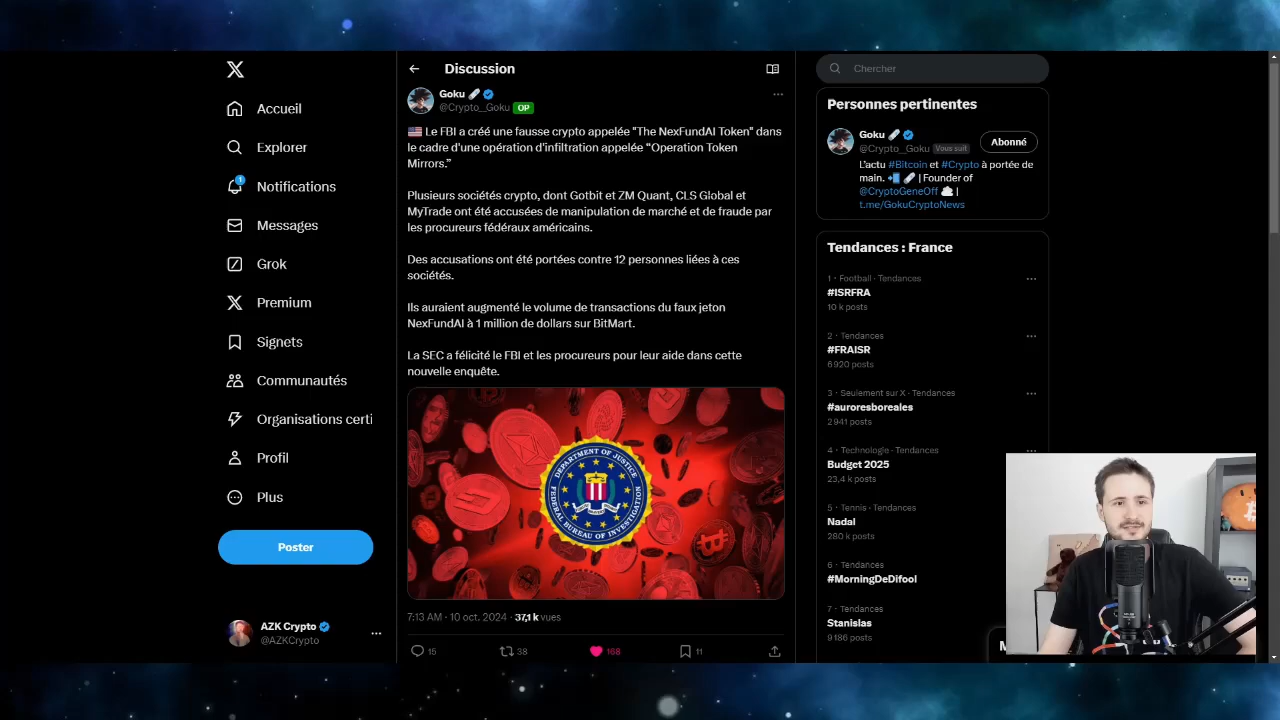 Accueil
Explorer
1
Notifications
Messages
Grok
Premium
Signets
Communautés
Organisations certi
Profil
Plus
Poster
AZK Crypto
@AZKCrypto
Discussion
Goku
@Crypto__Goku OP
Le FBI a créé une fausse crypto appelée "The NexFundAI Token" dans
le cadre d'une opération d'infiltration appelée “Operation Token
Mirrors.”
Plusieurs sociétés crypto, dont Gotbit et ZM Quant, CLS Global et
MyTrade ont été accusées de manipulation de marché et de fraude par
les procureurs fédéraux américains.
Des accusations ont été portées contre 12 personnes liées à ces
sociétés.
Ils auraient augmenté le volume de transactions du faux jeton
NexFundAI à 1 million de dollars sur BitMart.
La SEC a félicité le FBI et les procureurs pour leur aide dans cette
nouvelle enquête.
DEPARTMENT OF JUSTICE
FEDERAL BUREAU OF INVESTIGATION
7:13 AM · 10 oct. 2024 · 37,1 k vues
15
38
168
11
Chercher
Personnes pertinentes
Goku
@Crypto__Goku Vous suit
Abonné
L'actu #Bitcoin et #Crypto à portée de
main. | Founder of
@CryptoGeneOff |
t.me/GokuCryptoNews
Tendances : France
1 · Football · Tendances
#ISRFRA
10 k posts
2 · Tendances
#FRAISR
6 920 posts
3 · Seulement sur X · Tendances
#auroresboreales
2 941 posts
4 · Technologie · Tendances
Budget 2025
23,4 k posts
5 · Tennis · Tendances
Nadal
280 k posts
6 · Tendances
#MorningDeDifool
7 · Tendances
Stanislas
9 186 posts
M